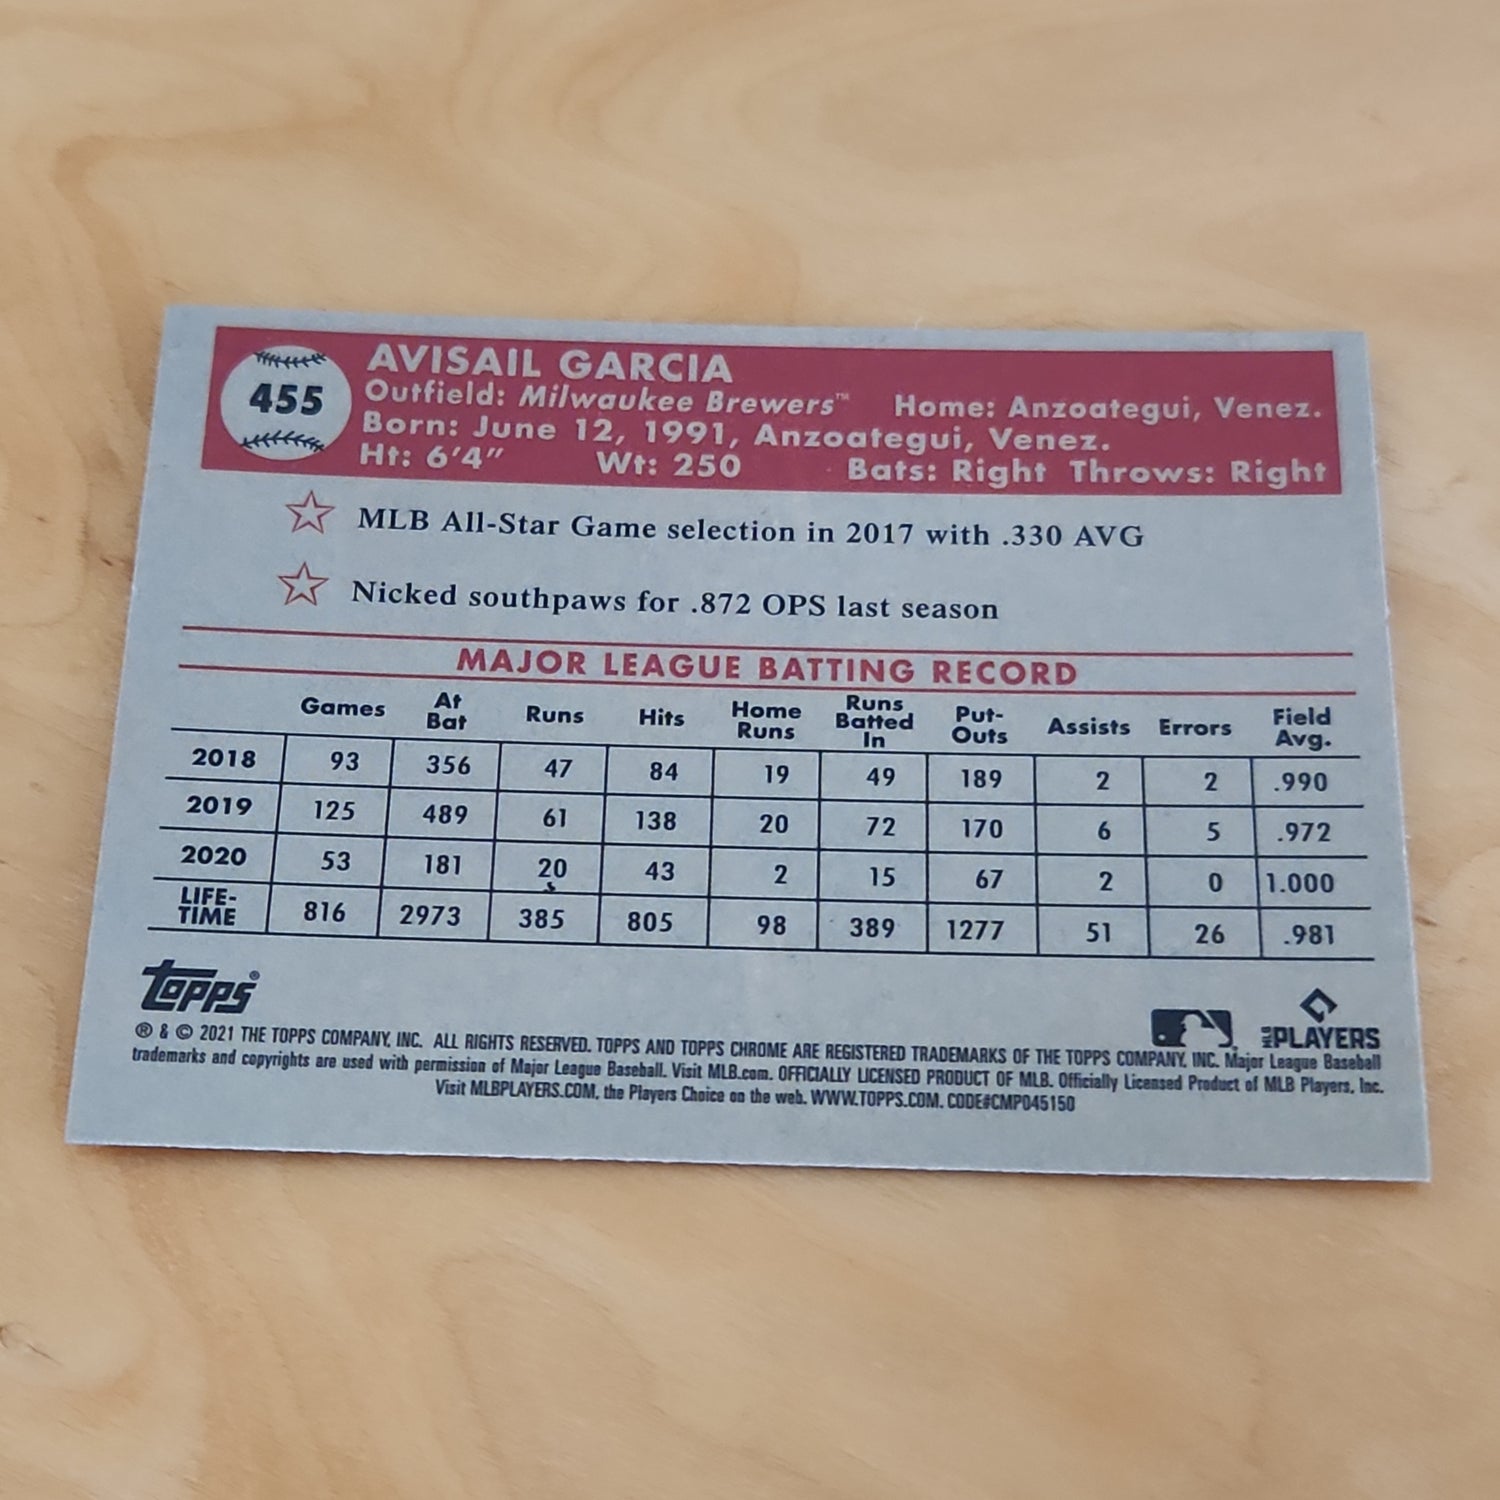 455
AVISAIL GARCIA
Outfield: Milwaukee Brewers™ Home: Anzoategui, Venez.
Born: June 12, 1991, Anzoategui, Venez.
Ht: 6'4" Wt: 250 Bats: Right Throws: Right
MLB All-Star Game selection in 2017 with .330 AVG
Nicked southpaws for .872 OPS last season
MAJOR LEAGUE BATTING RECORD
Games At Bat Runs Hits Home Runs Runs Batted In Put-Outs Assists Errors Field Avg.
2018 93 356 47 84 19 49 189 2 2 .990
2019 125 489 61 138 20 72 170 6 5 .972
2020 53 181 20 43 2 15 67 2 0 1.000
LIFE-TIME 816 2973 385 805 98 389 1277 51 26 .981
Topps®
MLB PLAYERS
® & © 2021 THE TOPPS COMPANY, INC. ALL RIGHTS RESERVED. TOPPS AND TOPPS CHROME ARE REGISTERED TRADEMARKS OF THE TOPPS COMPANY, INC. Major League Baseball
trademarks and copyrights are used with permission of Major League Baseball. Visit MLB.com. OFFICIALLY LICENSED PRODUCT OF MLB. Officially Licensed Product of MLB Players, Inc.
Visit MLBPLAYERS.COM, the Players Choice on the web. WWW.TOPPS.COM. CODE#CMP045150